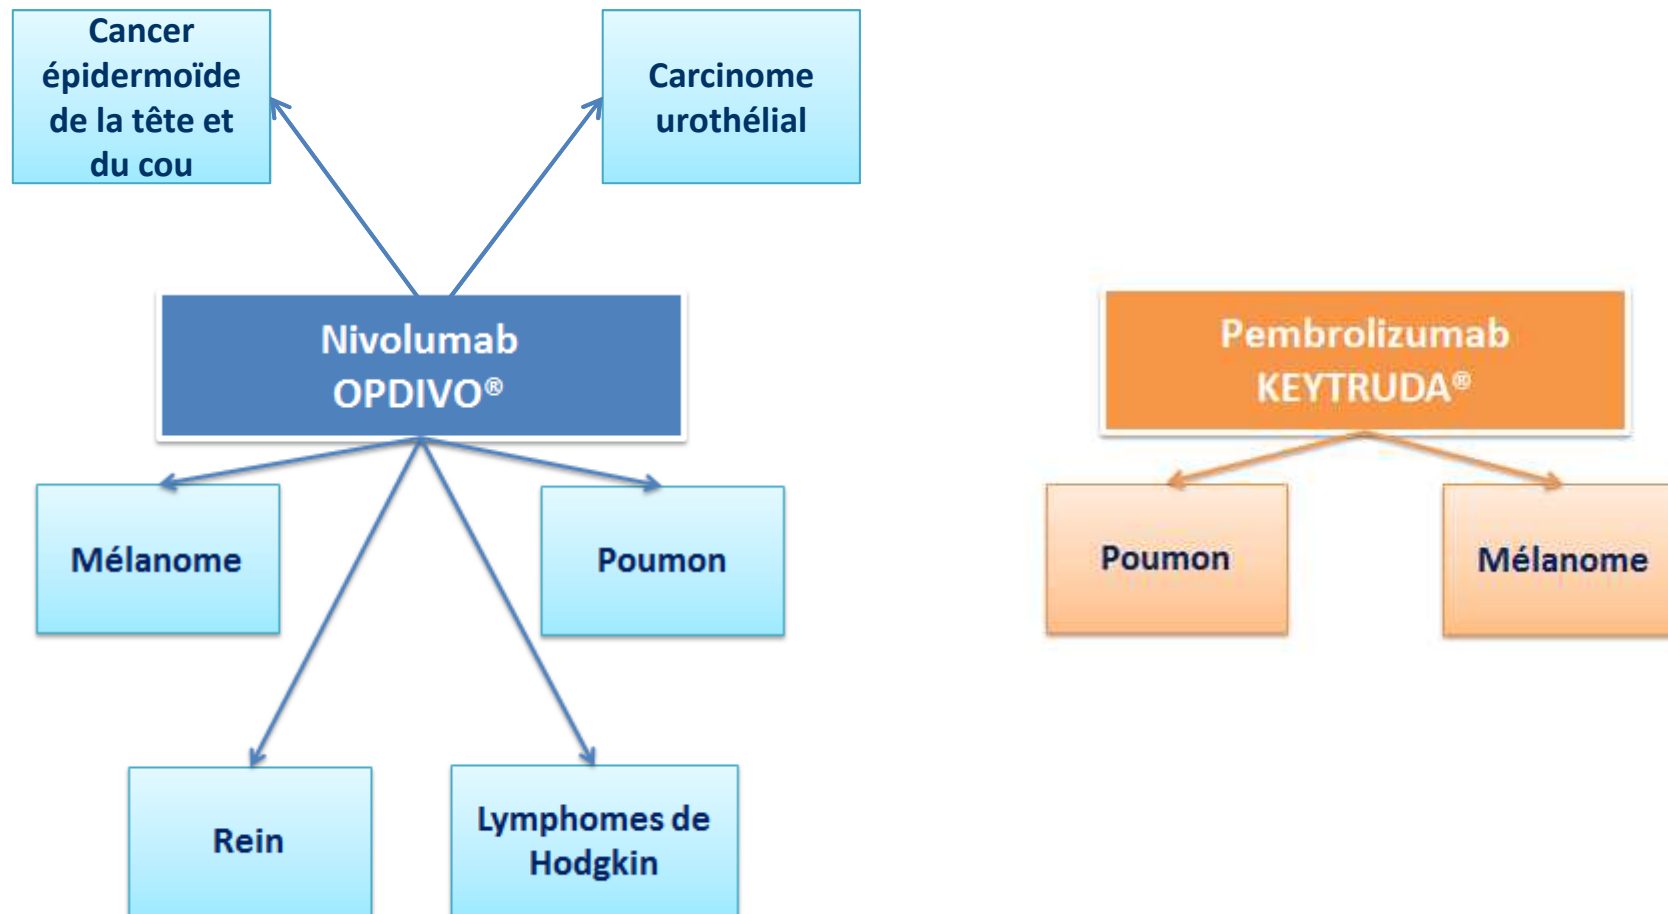 Cancer
épidermoïde
de la tête et
du cou
Carcinome
urothélial
Nivolumab
OPDIVO®
Pembrolizumab
KEYTRUDA®
Mélanome
Poumon
Poumon
Mélanome
Rein
Lymphomes de
Hodgkin